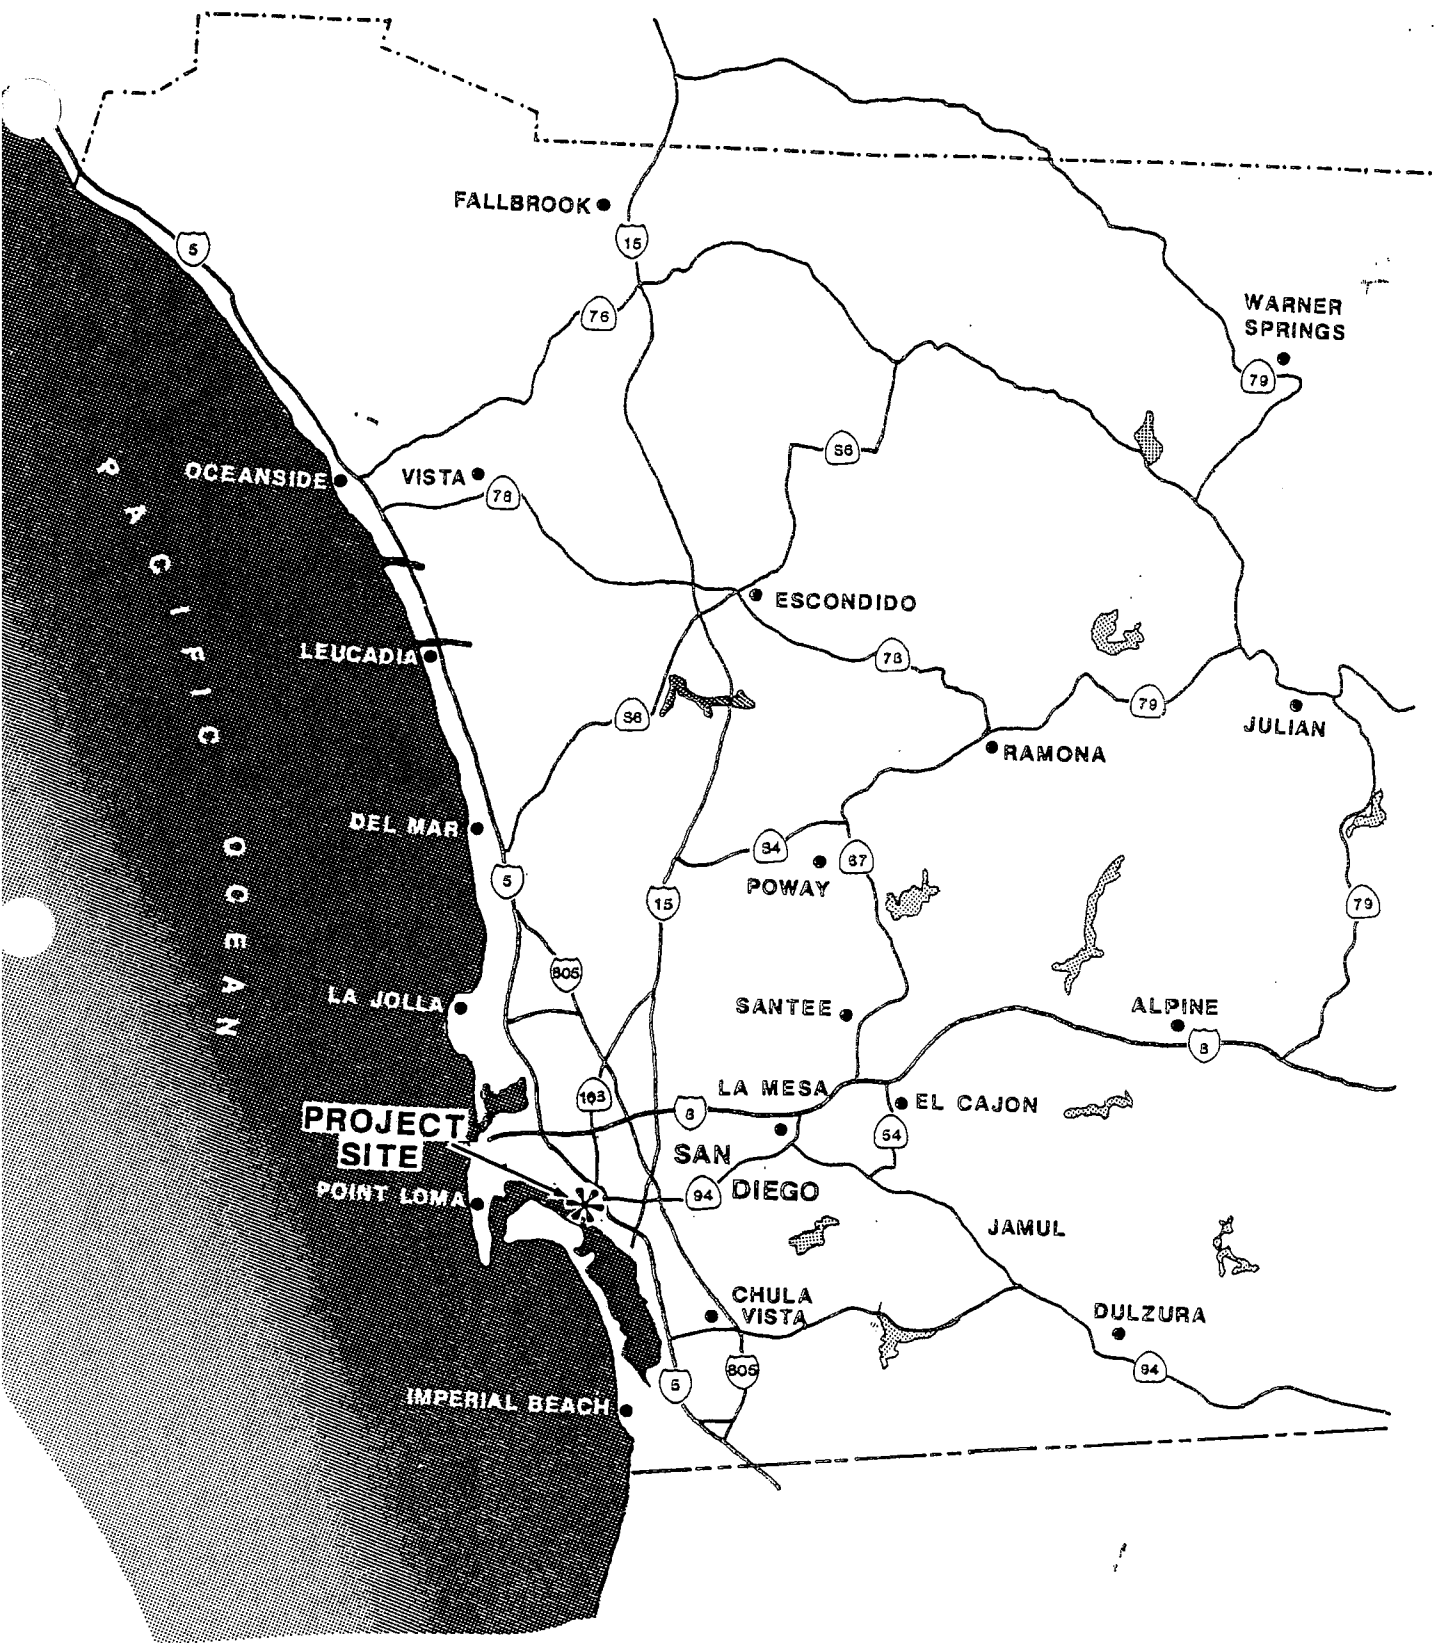 FALLBROOK
5
15
76
WARNER
SPRINGS
79
S6
OCEANSIDE
VISTA
78
PACIFIC OCEAN
ESCONDIDO
LEUCADIA
78
S6
79
JULIAN
RAMONA
DEL MAR
S4
67
POWAY
5
15
79
805
LA JOLLA
SANTEE
ALPINE
8
LA MESA
163
8
EL CAJON
PROJECT
SITE
54
SAN
DIEGO
POINT LOMA
94
JAMUL
CHULA
VISTA
DULZURA
805
94
5
IMPERIAL BEACH